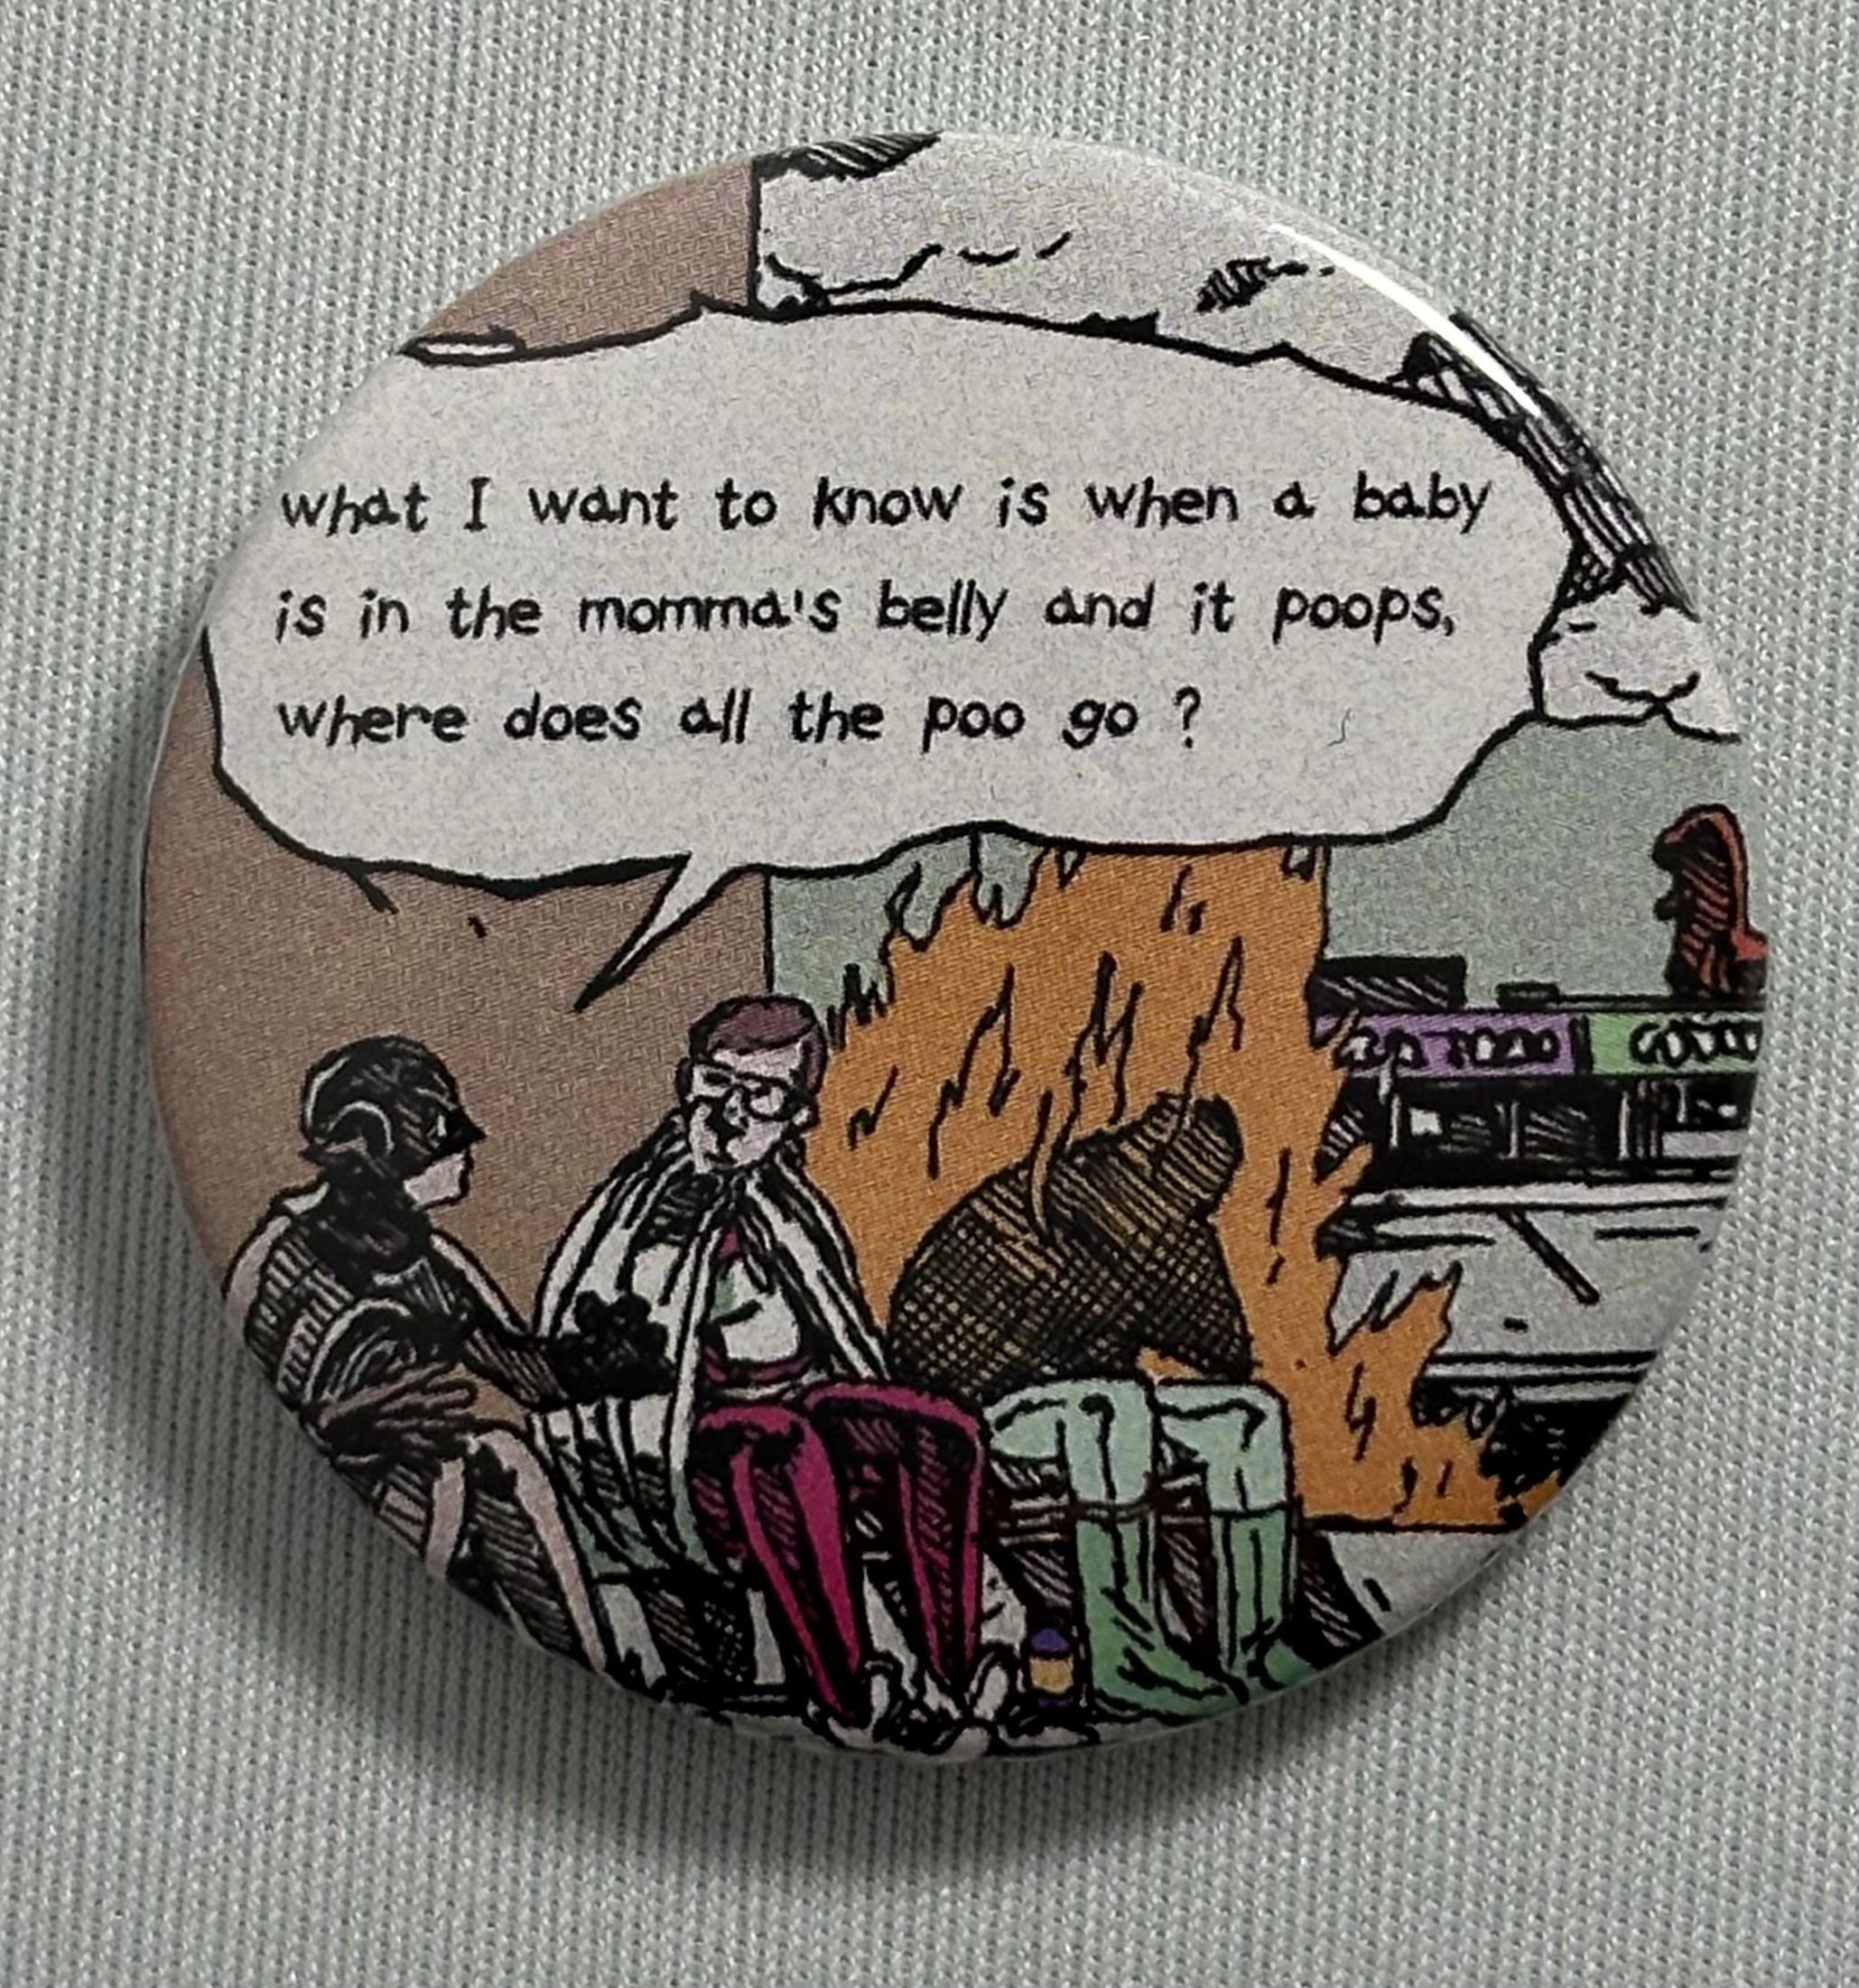 what I want to know is when a baby
is in the momma's belly and it poops,
where does all the poo go ?